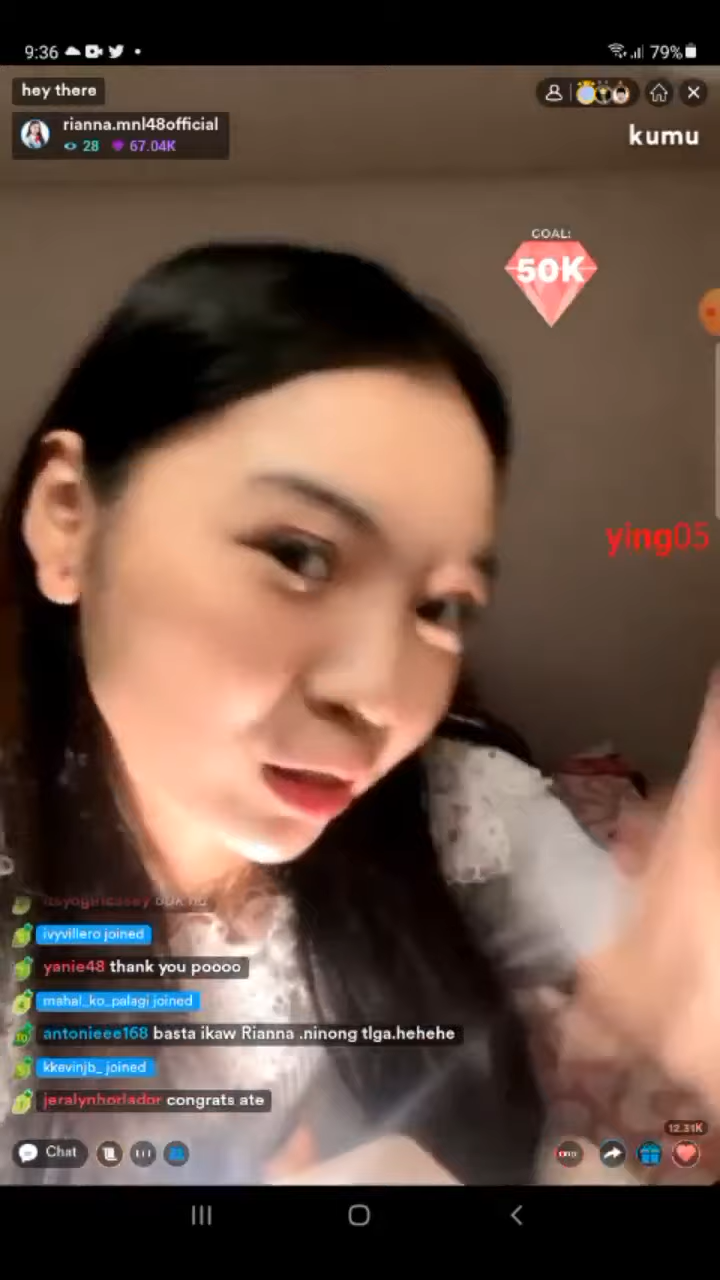 9:36
79%
hey there
rianna.mnl48official
28
67.04K
kumu
GOAL:
50K
ying05
ivyvillero joined
yanie48 thank you poooo
mahal_ko_palagi joined
antonieee168 basta ikaw Rianna .ninong tlga.hehehe
kkevinjb_ joined
jeralynhorlador congrats ate
12.31K
Chat